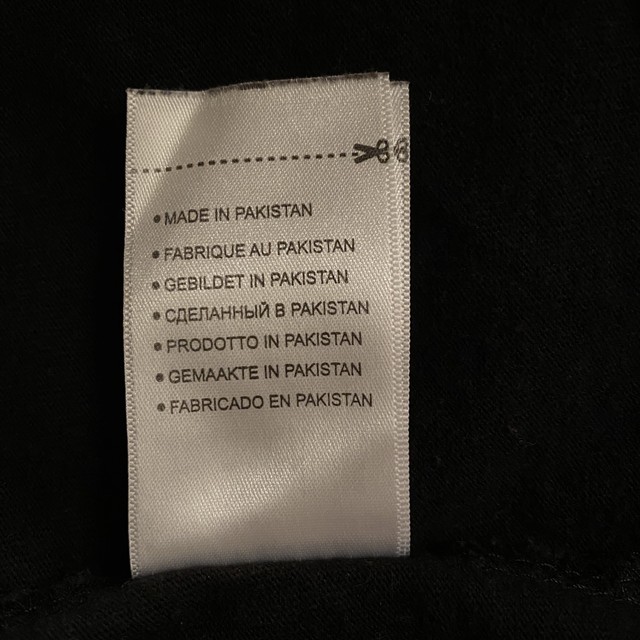 • MADE IN PAKISTAN
• FABRIQUE AU PAKISTAN
• GEBILDET IN PAKISTAN
• СДЕЛАННЫЙ В PAKISTAN
• PRODOTTO IN PAKISTAN
• GEMAAKTE IN PAKISTAN
• FABRICADO EN PAKISTAN